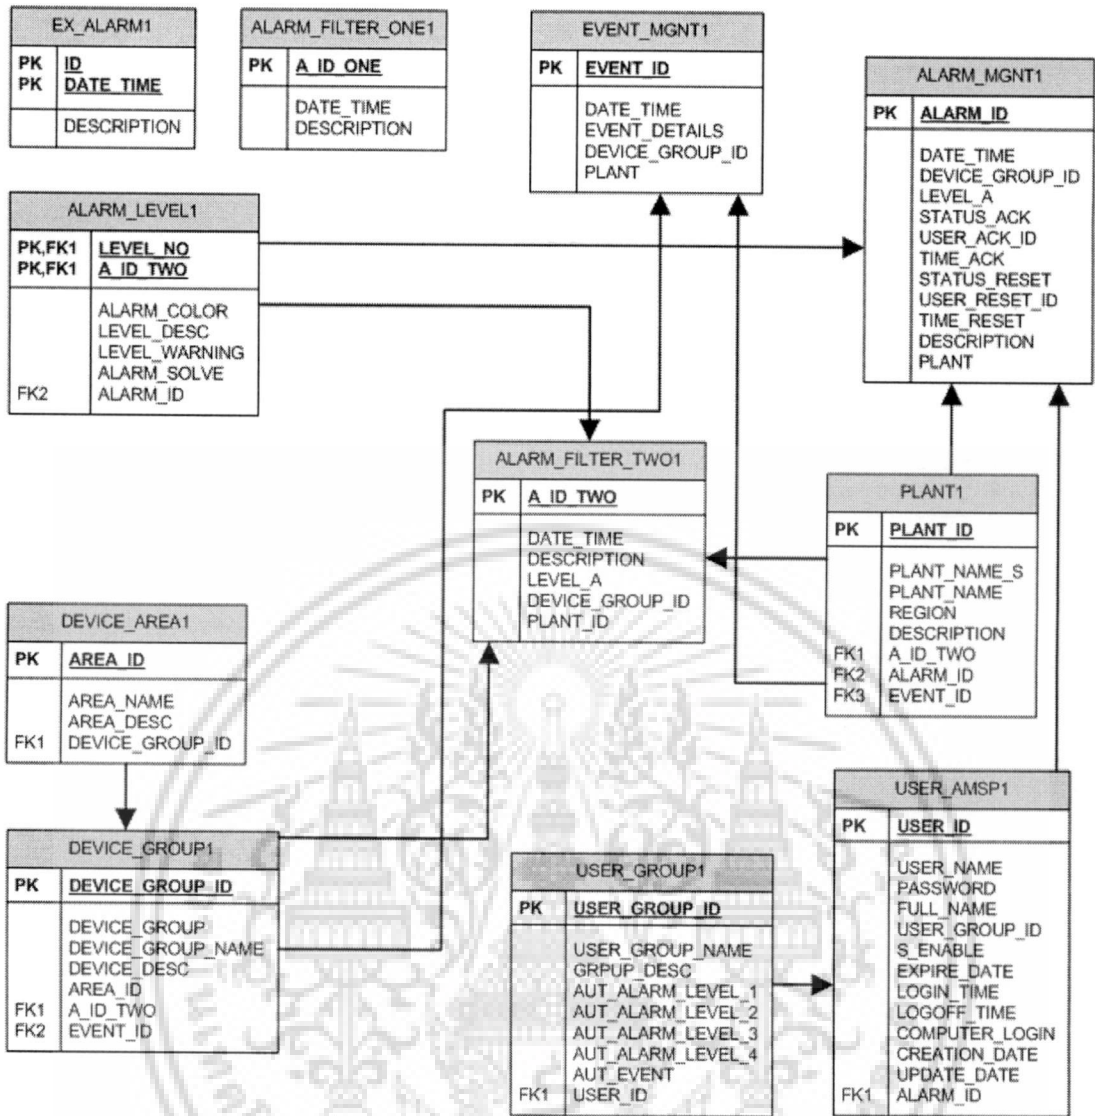 EX_ALARM1
PK ID
PK DATE_TIME
DESCRIPTION
ALARM_FILTER_ONE1
PK A_ID_ONE
DATE_TIME
DESCRIPTION
EVENT_MGNT1
PK EVENT_ID
DATE_TIME
EVENT_DETAILS
DEVICE_GROUP_ID
PLANT
ALARM_MGNT1
PK ALARM_ID
DATE_TIME
DEVICE_GROUP_ID
LEVEL_A
STATUS_ACK
USER_ACK_ID
TIME_ACK
STATUS_RESET
USER_RESET_ID
TIME_RESET
DESCRIPTION
PLANT
ALARM_LEVEL1
PK,FK1 LEVEL_NO
PK,FK1 A_ID_TWO
ALARM_COLOR
LEVEL_DESC
LEVEL_WARNING
ALARM_SOLVE
FK2 ALARM_ID
ALARM_FILTER_TWO1
PK A_ID_TWO
DATE_TIME
DESCRIPTION
LEVEL_A
DEVICE_GROUP_ID
PLANT_ID
PLANT1
PK PLANT_ID
PLANT_NAME_S
PLANT_NAME
REGION
DESCRIPTION
FK1 A_ID_TWO
FK2 ALARM_ID
FK3 EVENT_ID
DEVICE_AREA1
PK AREA_ID
AREA_NAME
AREA_DESC
FK1 DEVICE_GROUP_ID
DEVICE_GROUP1
PK DEVICE_GROUP_ID
DEVICE_GROUP
DEVICE_GROUP_NAME
DEVICE_DESC
AREA_ID
FK1 A_ID_TWO
FK2 EVENT_ID
USER_GROUP1
PK USER_GROUP_ID
USER_GROUP_NAME
GRPUP_DESC
AUT_ALARM_LEVEL_1
AUT_ALARM_LEVEL_2
AUT_ALARM_LEVEL_3
AUT_ALARM_LEVEL_4
AUT_EVENT
FK1 USER_ID
USER_AMSP1
PK USER_ID
USER_NAME
PASSWORD
FULL_NAME
USER_GROUP_ID
S_ENABLE
EXPIRE_DATE
LOGIN_TIME
LOGOFF_TIME
COMPUTER_LOGIN
CREATION_DATE
UPDATE_DATE
FK1 ALARM_ID